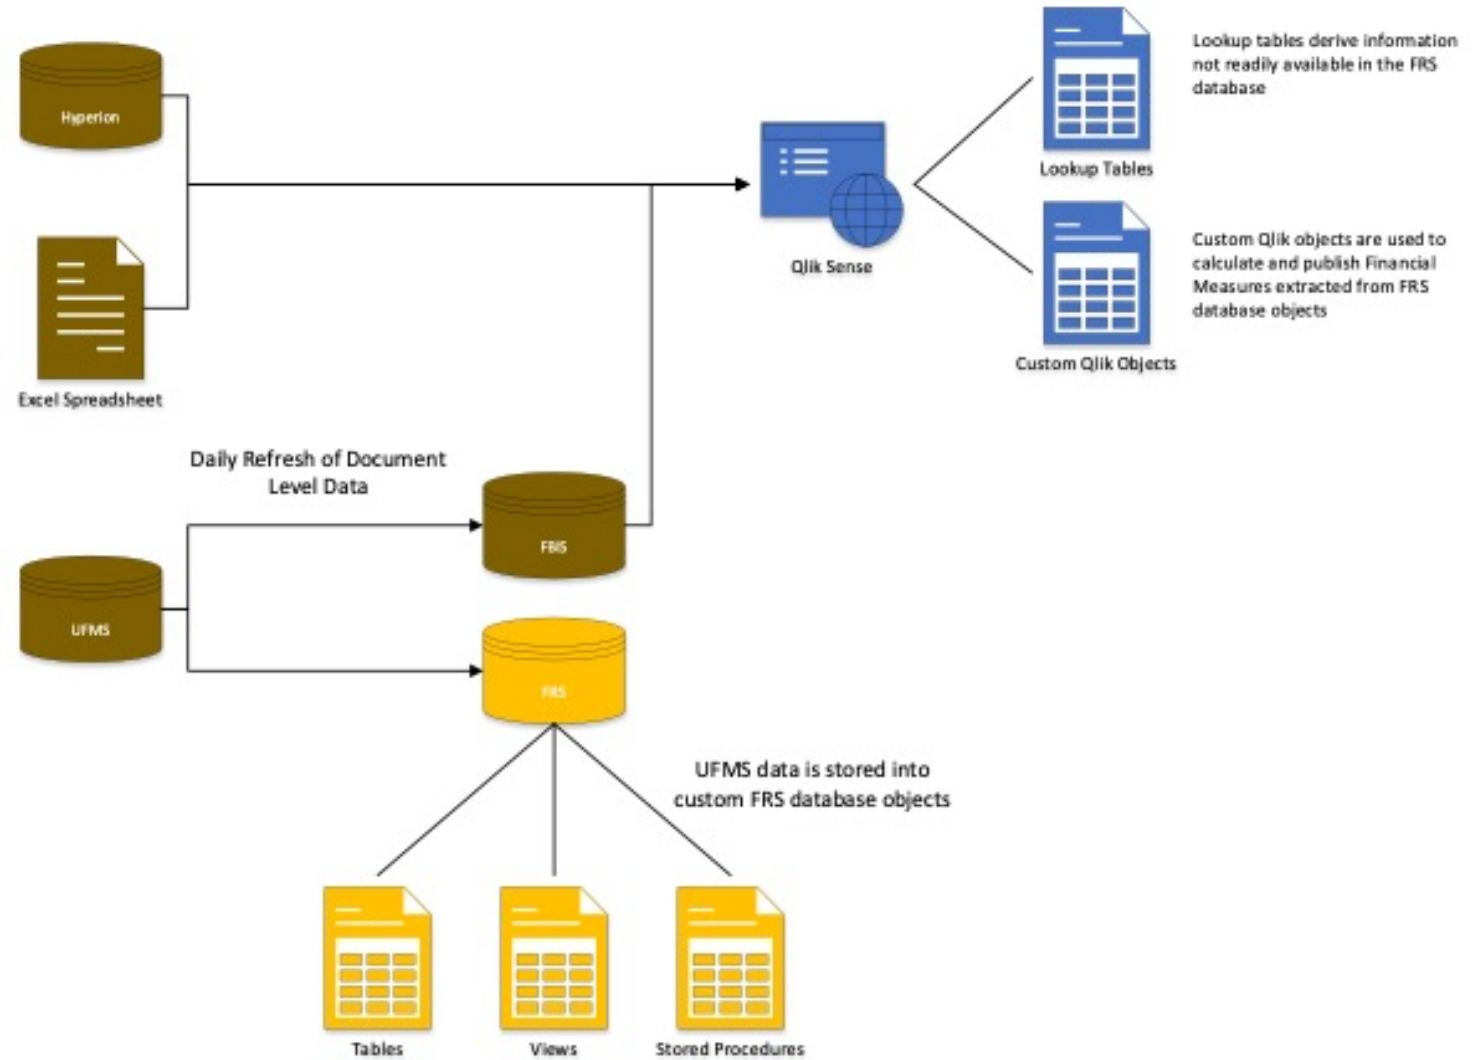 Hyperion
Excel Spreadsheet
Qlik Sense
Lookup Tables
Lookup tables derive information
not readily available in the FRS
database
Custom Qlik Objects
Custom Qlik objects are used to
calculate and publish Financial
Measures extracted from FRS
database objects
Daily Refresh of Document
Level Data
FBIS
UFMS
FRS
UFMS data is stored into
custom FRS database objects
Tables
Views
Stored Procedures